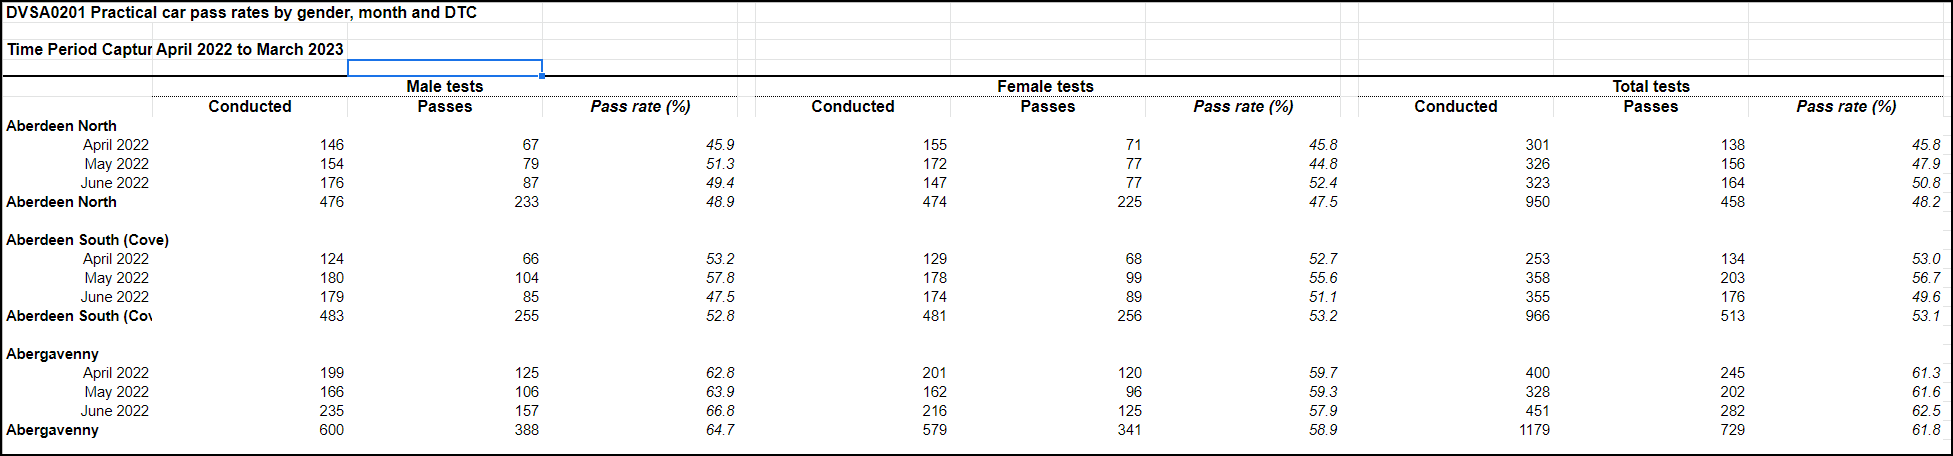 DVSA0201 Practical car pass rates by gender, month and DTC
Time Period Captur April 2022 to March 2023
Male tests Female tests Total tests
Conducted Passes Pass rate (%) Conducted Passes Pass rate (%) Conducted Passes Pass rate (%)
Aberdeen North
April 2022 146 67 45.9 155 71 45.8 301 138 45.8
May 2022 154 79 51.3 172 77 44.8 326 156 47.9
June 2022 176 87 49.4 147 77 52.4 323 164 50.8
Aberdeen North 476 233 48.9 474 225 47.5 950 458 48.2
Aberdeen South (Cove)
April 2022 124 66 53.2 129 68 52.7 253 134 53.0
May 2022 180 104 57.8 178 99 55.6 358 203 56.7
June 2022 179 85 47.5 174 89 51.1 355 176 49.6
Aberdeen South (Cov 483 255 52.8 481 256 53.2 966 513 53.1
Abergavenny
April 2022 199 125 62.8 201 120 59.7 400 245 61.3
May 2022 166 106 63.9 162 96 59.3 328 202 61.6
June 2022 235 157 66.8 216 125 57.9 451 282 62.5
Abergavenny 600 388 64.7 579 341 58.9 1179 729 61.8